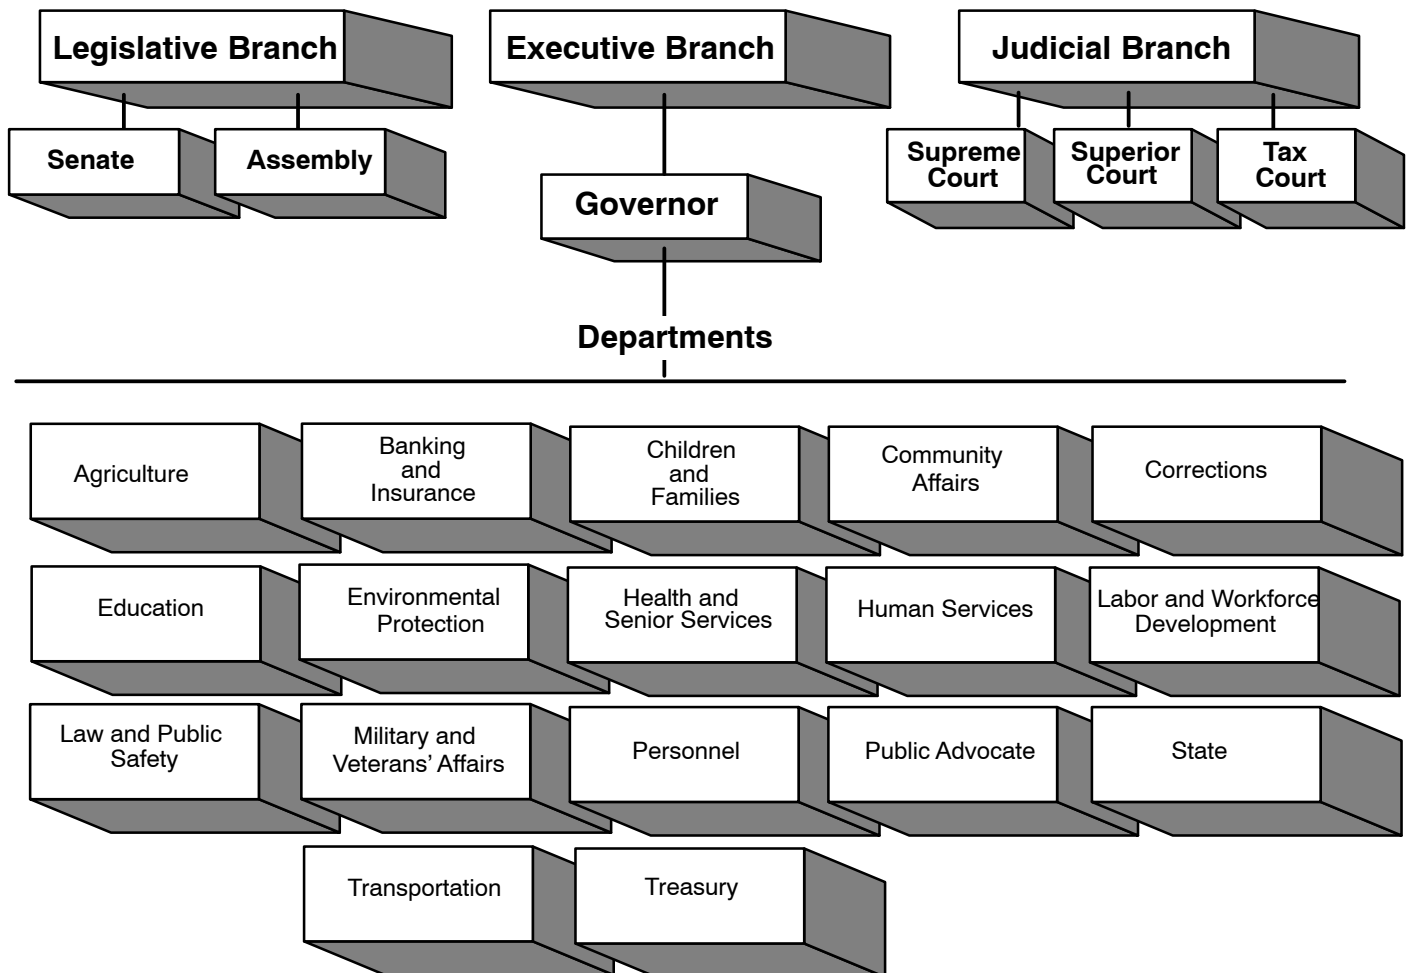 Legislative Branch
Executive Branch
Judicial Branch
Senate
Assembly
Governor
Supreme
Court
Superior
Court
Tax
Court
Departments
Agriculture
Banking
and
Insurance
Children
and
Families
Community
Affairs
Corrections
Education
Environmental
Protection
Health and
Senior Services
Human Services
Labor and Workforce
Development
Law and Public
Safety
Military and
Veterans’ Affairs
Personnel
Public Advocate
State
Transportation
Treasury